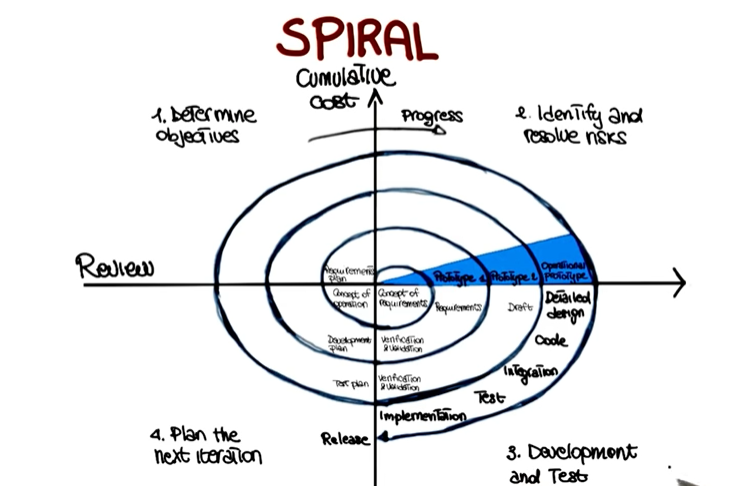 SPIRAL
Cumulative
cost
Progress
1. Determine
objectives
2. Identify and
resolve risks
Review
Requirements
plan
Prototype 1
Prototype 2
Operational
prototype
Concept of
operation
Concept of
requirements
Requirements
Draft
Detailed
design
Development
plan
Verification
& Validation
Code
Test plan
Verification
& Validation
Integration
Test
Implementation
Release
4. Plan the
next iteration
3. Development
and Test